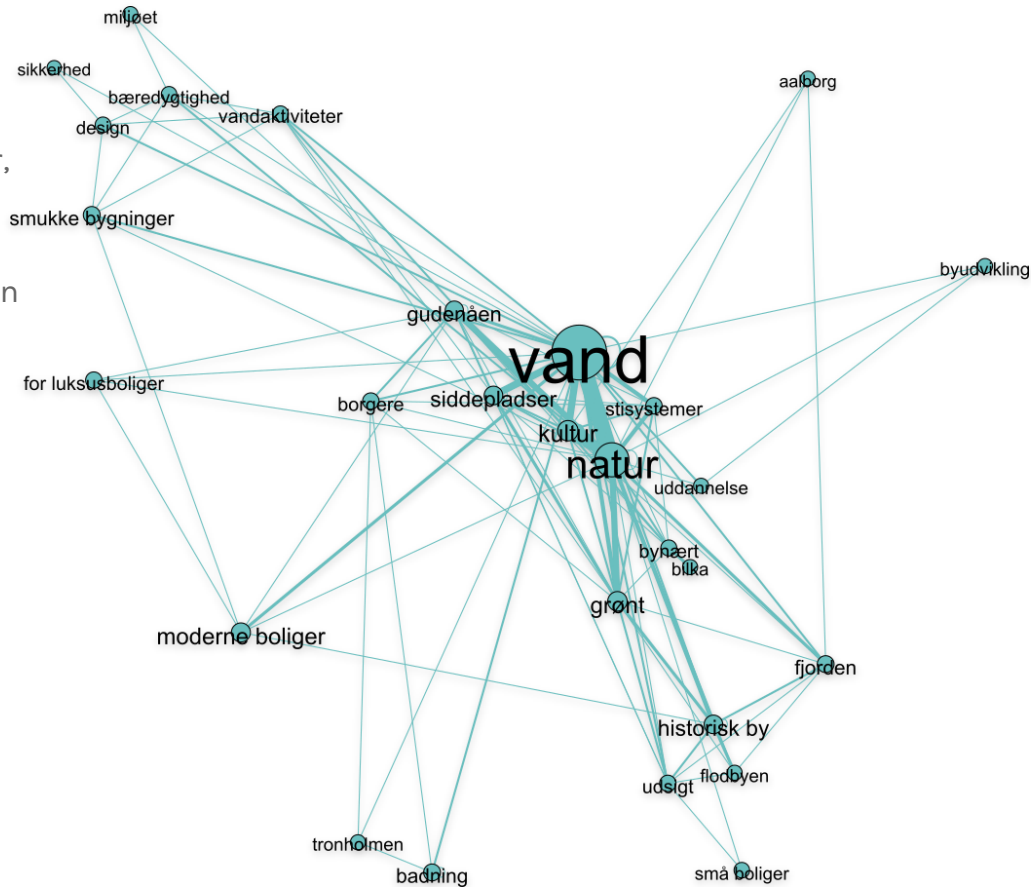 miljøet
sikkerhed
aalborg
bæredygtighed
vandaktiviteter
design
smukke bygninger
byudvikling
n
gudenåen
vand
for luksusboliger
borgere
siddepladser
stisystemer
kultur
natur
uddannelse
bynært
bilka
grønt
moderne boliger
fjorden
historisk by
flodbyen
udsigt
tronholmen
badning
små boliger